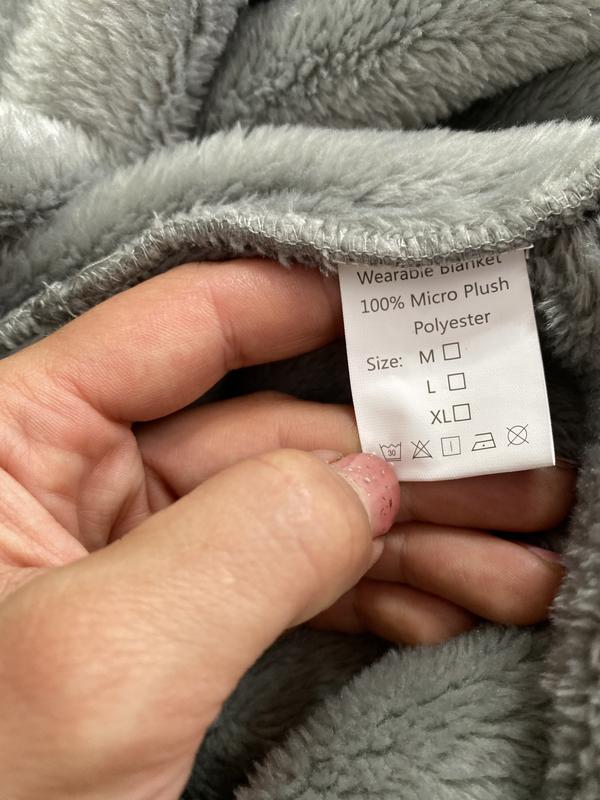 Wearable Blanket
100% Micro Plush
Polyester
Size: M
L
XL
30